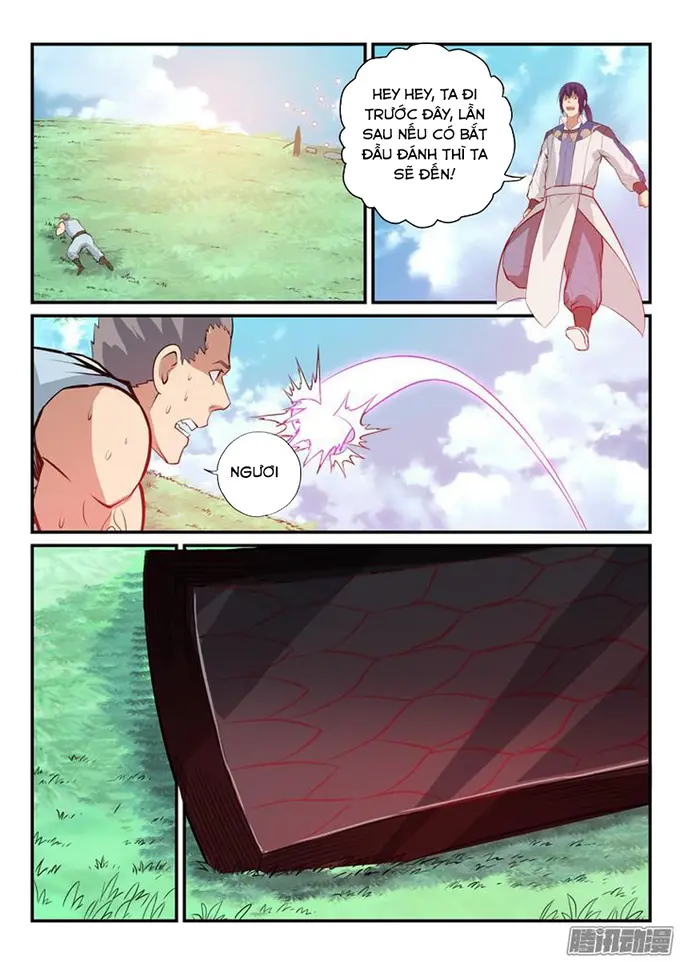 HEY HEY, TA ĐI
TRƯỚC ĐÂY, LẦN
SAU NẾU CÓ BẮT
ĐẦU ĐÁNH THÌ TA
SẼ ĐẾN!
NGƯƠI
腾讯动漫